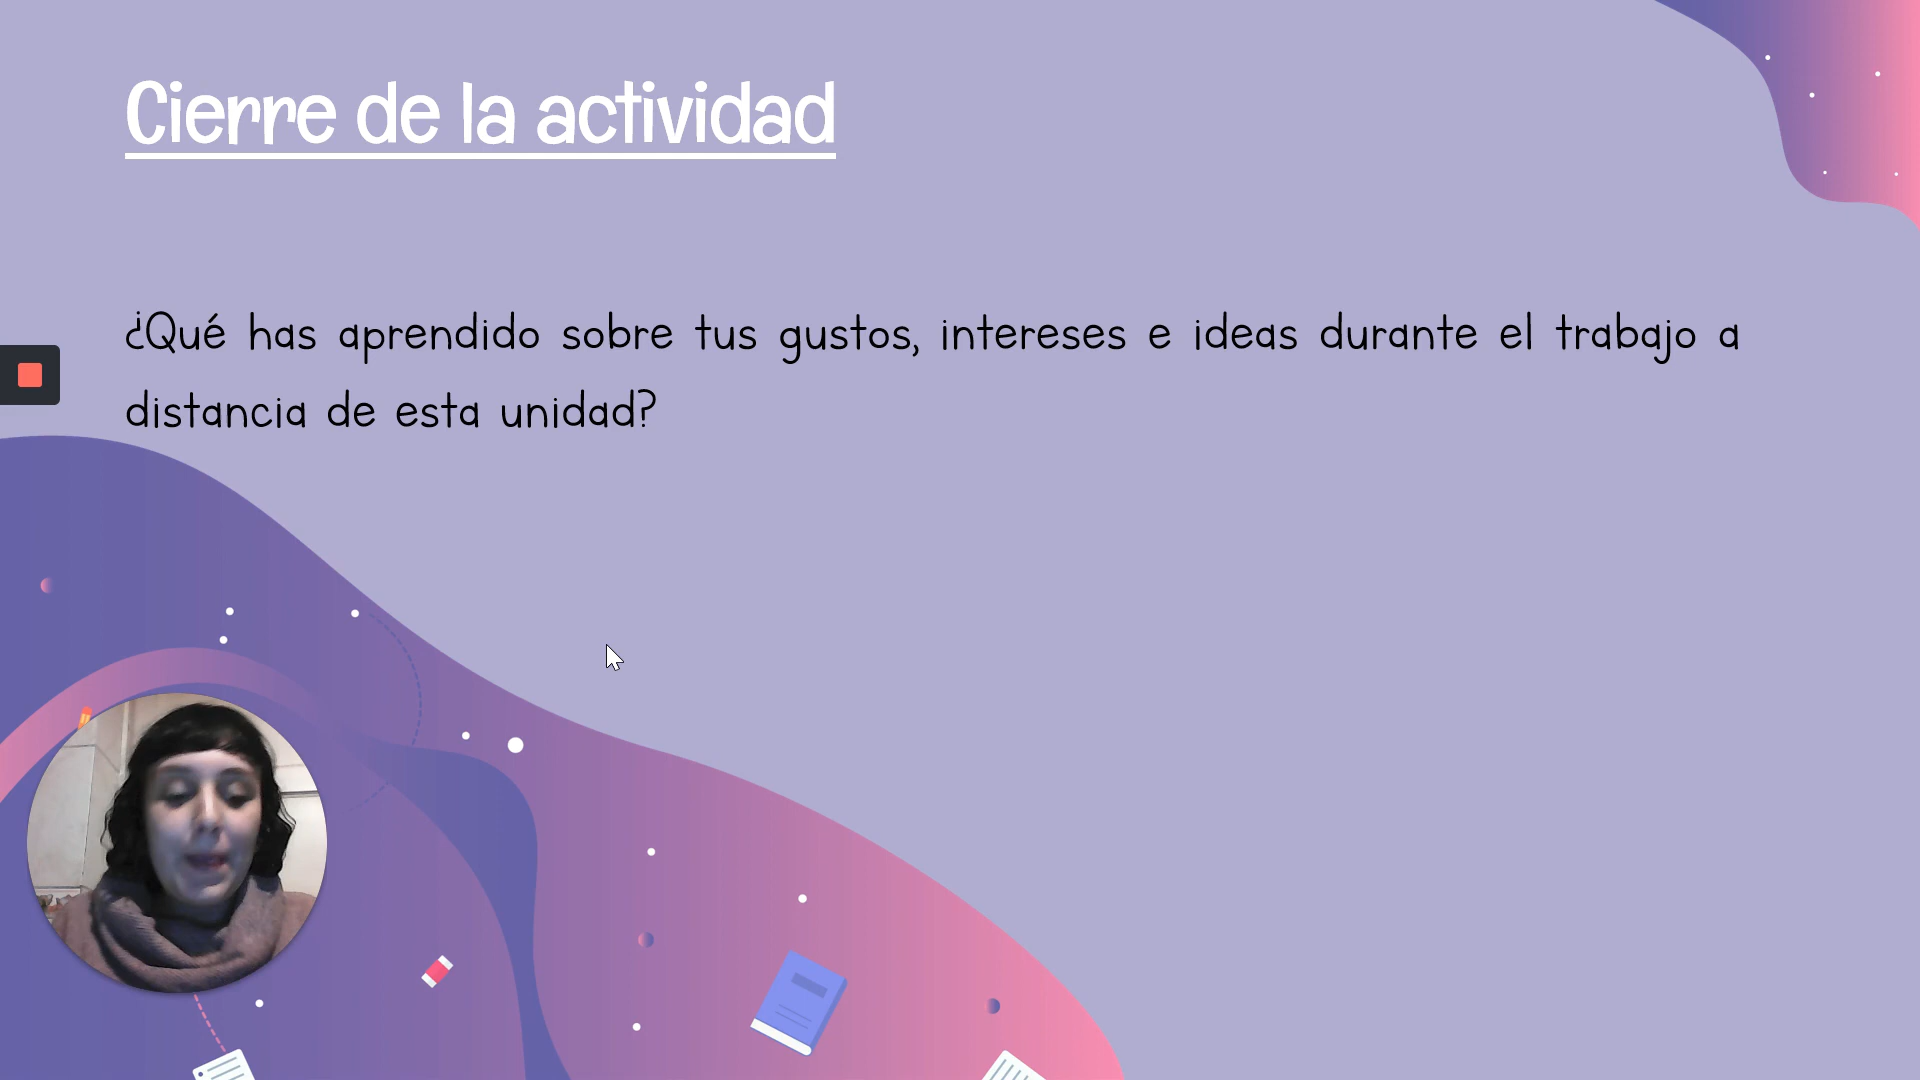 Cierre de la actividad
¿Qué has aprendido sobre tus gustos, intereses e ideas durante el trabajo a
distancia de esta unidad?